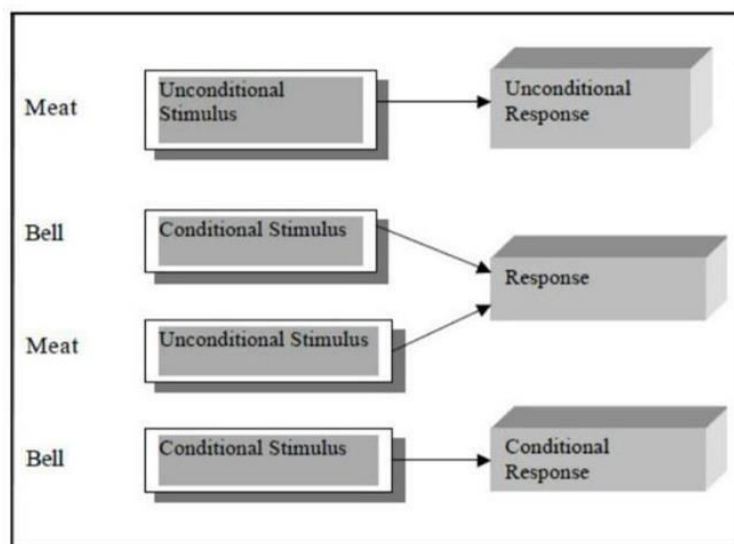 Meat
Unconditional
Stimulus
Unconditional
Response
Bell
Conditional Stimulus
Response
Meat
Unconditional Stimulus
Bell
Conditional Stimulus
Conditional
Response